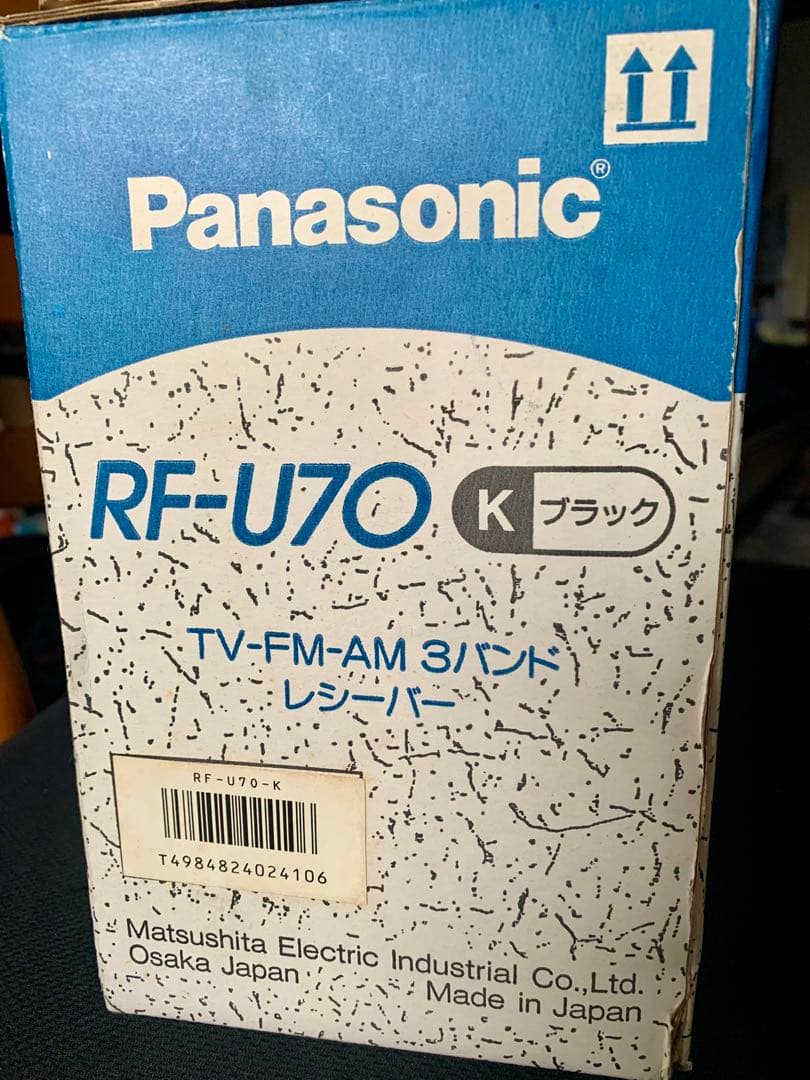 Panasonic®
RF-U70 K ブラック
TV-FM-AM 3バンド
レシーバー
RF-U70-K
T4984824024106
Matsushita Electric Industrial Co.,Ltd.
Osaka Japan
Made in Japan